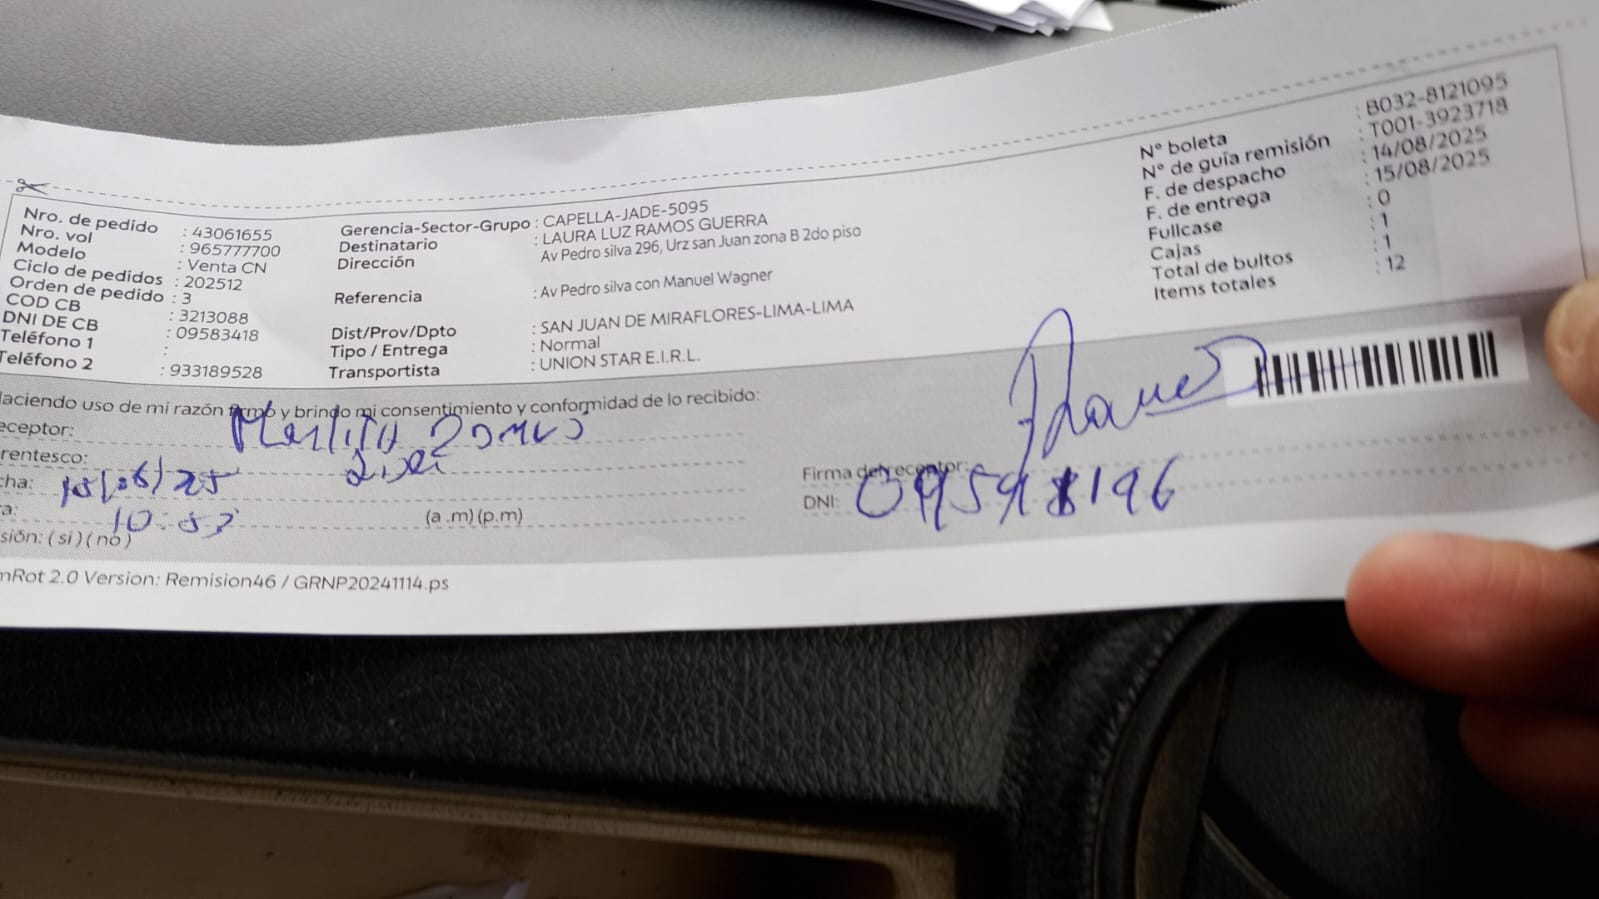 Nro. de pedido : 43061655
Nro. vol : 965777700
Modelo : Venta CN
Ciclo de pedidos : 202512
Orden de pedido : 3
COD CB : 3213088
DNI DE CB : 09583418
Teléfono 1 :
Teléfono 2 : 933189528
Gerencia-Sector-Grupo : CAPELLA-JADE-5095
Destinatario : LAURA LUZ RAMOS GUERRA
Dirección Av Pedro silva 296, Urz san Juan zona B 2do piso
Referencia : Av Pedro silva con Manuel Wagner
Dist/Prov/Dpto : SAN JUAN DE MIRAFLORES-LIMA-LIMA
Tipo / Entrega : Normal
Transportista : UNION STAR E.I.R.L.
N° boleta : B032-8121095
N° de guía remisión : T001-3923718
F. de despacho : 14/08/2025
F. de entrega : 15/08/2025
Fullcase : 0
Cajas : 1
Total de bultos : 1
Items totales : 12
aciendo uso de mi razón firmo y brindo mi consentimiento y conformidad de lo recibido:
eceptor:
rentesco:
cha:
a: 10:53 (a .m) (p.m)
sión: ( si ) ( no )
Firma del receptor:
DNI:
mRot 2.0 Version: Remision46 / GRNP20241114.ps